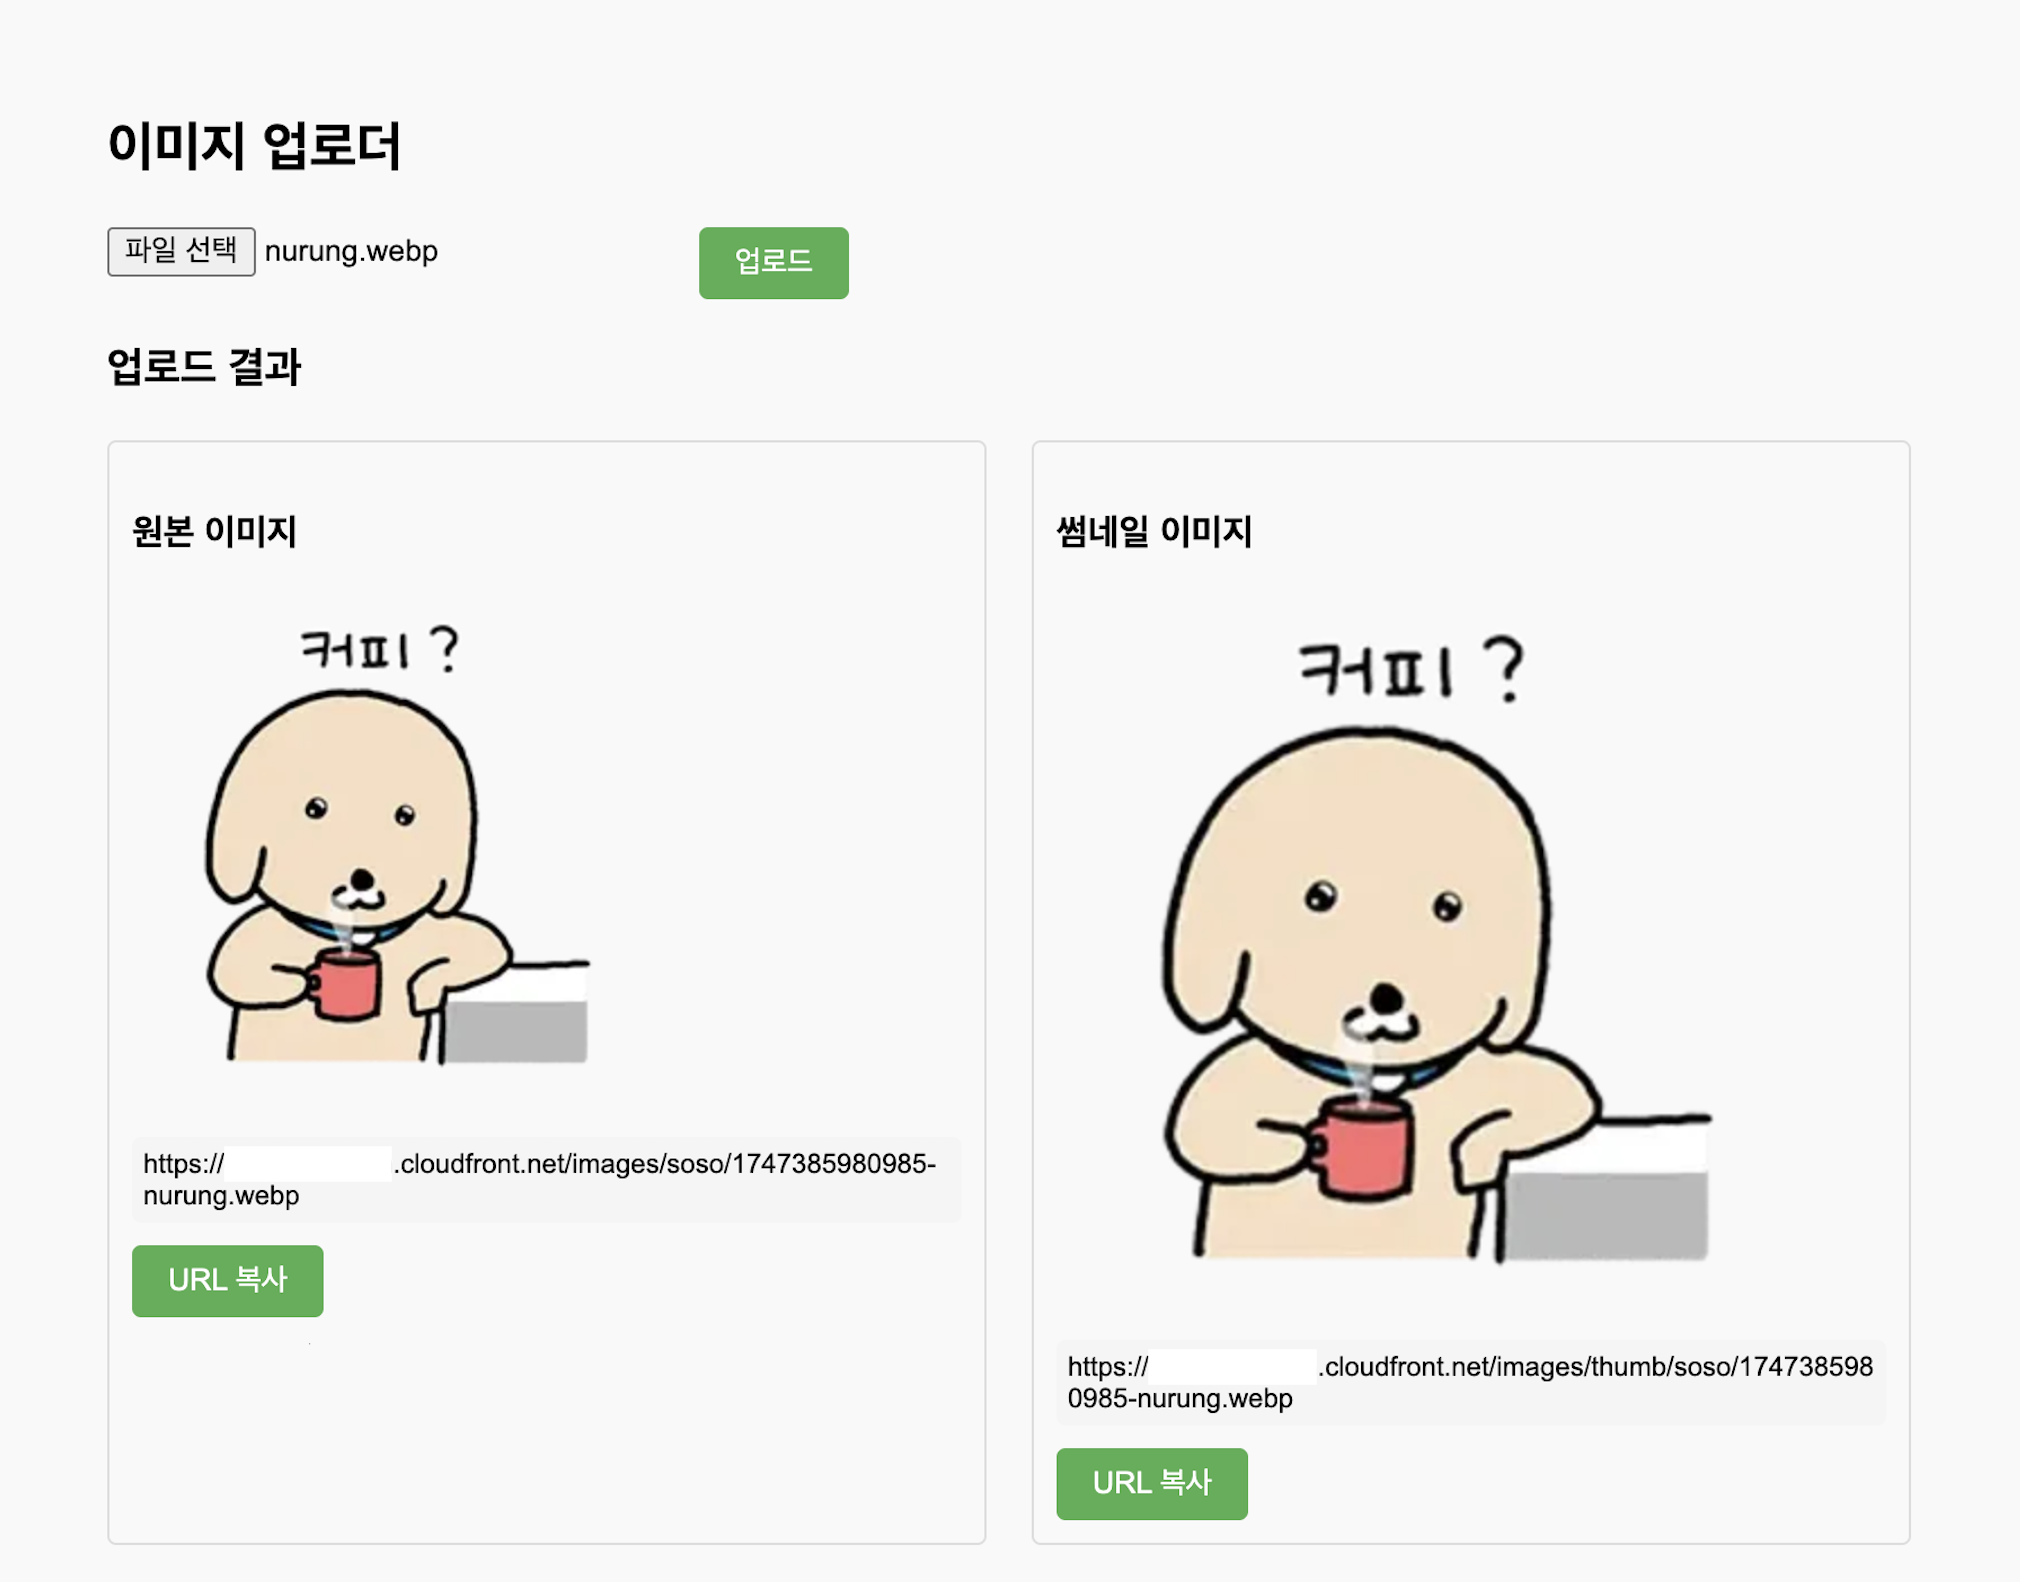 이미지 업로더
파일 선택 nurung.webp
업로드
업로드 결과
원본 이미지
커피?
https:// .cloudfront.net/images/soso/1747385980985-
nurung.webp
URL 복사
썸네일 이미지
커피?
https:// .cloudfront.net/images/thumb/soso/174738598
0985-nurung.webp
URL 복사